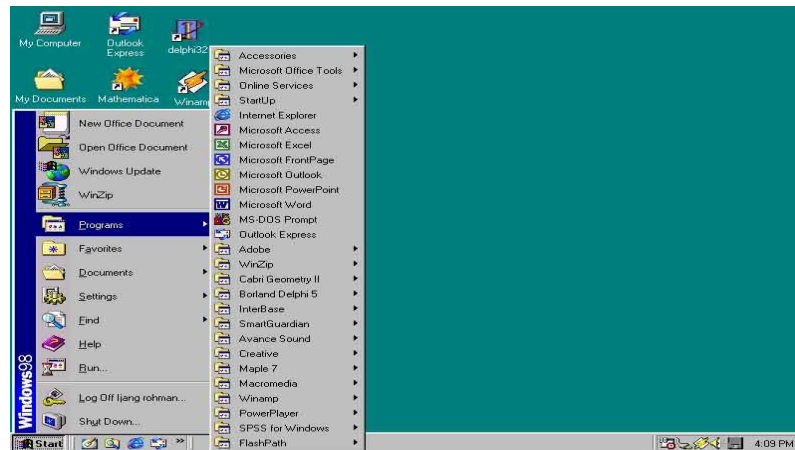 My Computer
Outlook Express
delphi32
My Documents
Mathematica
Winamp
New Office Document
Open Office Document
Windows Update
WinZip
Programs
Favorites
Documents
Settings
Find
Help
Run...
Log Off Ijang rohman...
Shut Down...
Windows98
Accessories
Microsoft Office Tools
Online Services
StartUp
Internet Explorer
Microsoft Access
Microsoft Excel
Microsoft FrontPage
Microsoft Outlook
Microsoft PowerPoint
Microsoft Word
MS-DOS Prompt
Outlook Express
Adobe
WinZip
Cabri Geometry II
Borland Delphi 5
InterBase
SmartGuardian
Avance Sound
Creative
Maple 7
Macromedia
Winamp
PowerPlayer
SPSS for Windows
FlashPath
Start
»
4:09 PM